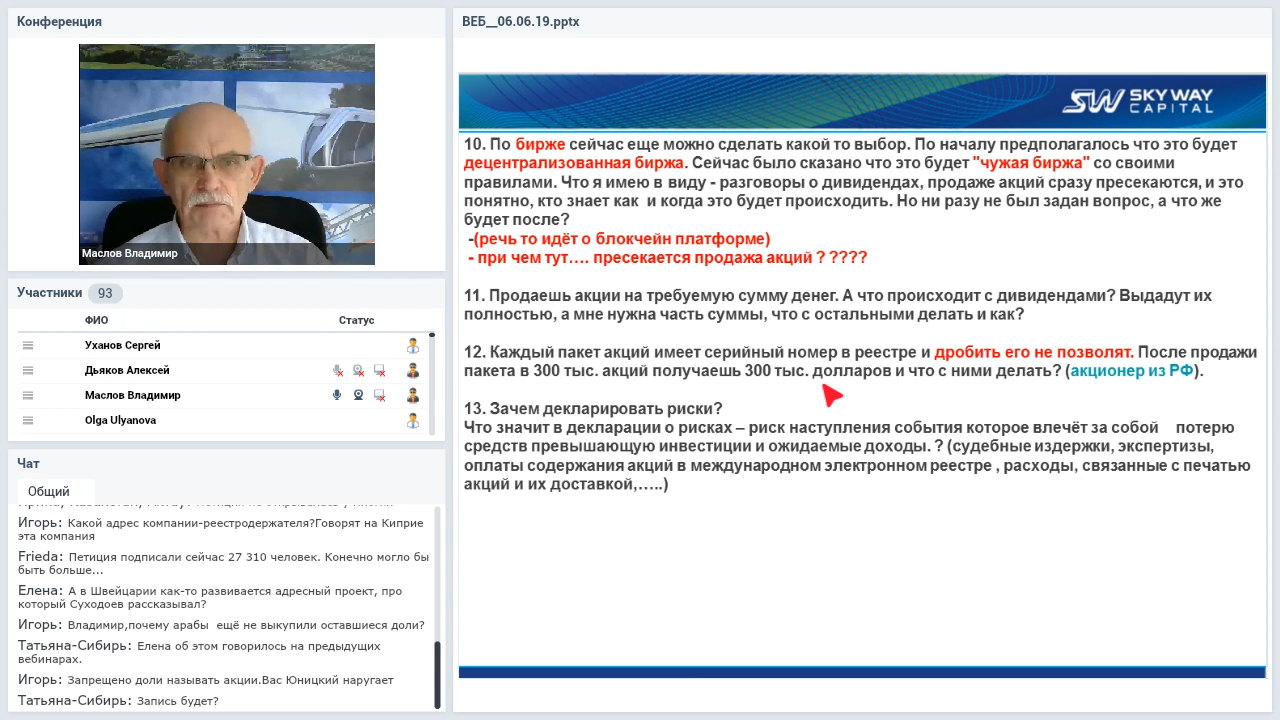 Конференция
Маслов Владимир
Участники 93
ФИО Статус
Уханов Сергей
Дьяков Алексей
Маслов Владимир
Olga Ulyanova
Чат
Общий
Игорь: Какой адрес компании-реестродержателя?Говорят на Киприе
эта компания
Frieda: Петиция подписали сейчас 27 310 человек. Конечно могло бы
быть больше...
Елена: А в Швейцарии как-то развивается адресный проект, про
который Суходоев рассказывал?
Игорь: Владимир,почему арабы  ещё не выкупили оставшиеся доли?
Татьяна-Сибирь: Елена об этом говорилось на предыдущих
вебинарах.
Игорь: Запрещено доли называть акции.Вас Юницкий наругает
Татьяна-Сибирь: Запись будет?
ВЕБ__06.06.19.pptx
SW SKY WAY
CAPITAL
10. По бирже сейчас еще можно сделать какой то выбор. По началу предполагалось что это будет
децентрализованная биржа. Сейчас было сказано что это будет "чужая биржа" со своими
правилами. Что я имею в виду - разговоры о дивидендах, продаже акций сразу пресекаются, и это
понятно, кто знает как  и когда это будет происходить. Но ни разу не был задан вопрос, а что же
будет после?
-(речь то идёт о блокчейн платформе)
- при чем тут…. пресекается продажа акций ? ????
11. Продаешь акции на требуемую сумму денег. А что происходит с дивидендами? Выдадут их
полностью, а мне нужна часть суммы, что с остальными делать и как?
12. Каждый пакет акций имеет серийный номер в реестре и дробить его не позволят. После продажи
пакета в 300 тыс. акций получаешь 300 тыс. долларов и что с ними делать? (акционер из РФ).
13. Зачем декларировать риски?
Что значит в декларации о рисках – риск наступления события которое влечёт за собой    потерю
средств превышающую инвестиции и ожидаемые доходы. ? (судебные издержки, экспертизы,
оплаты содержания акций в международном электронном реестре , расходы, связанные с печатью
акций и их доставкой,…..)